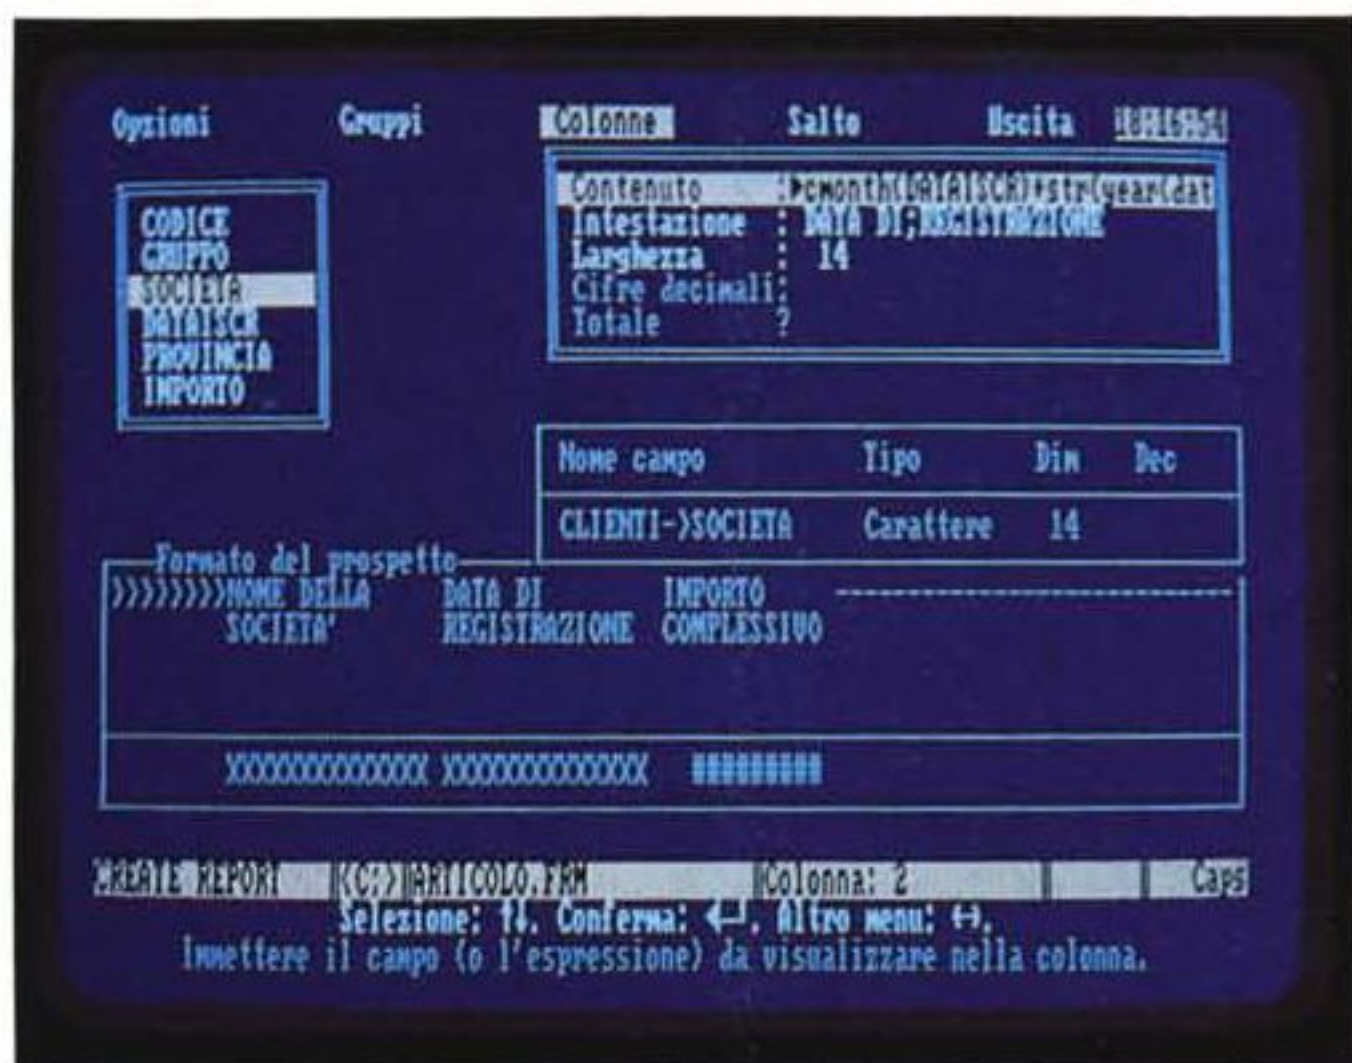 Opzioni Gruppi Colonne Salto Uscita
Contenuto :►cmonth(DATAISCR)+str(year(dat
Intestazione : DATA DI;REGISTRAZIONE
Larghezza : 14
Cifre decimali:
Totale ?
CODICE
GRUPPO
SOCIETA
DATAISCR
PROVINCIA
IMPORTO
Nome campo Tipo Dim Dec
CLIENTI->SOCIETA Carattere 14
Formato del prospetto
>>>>>>>>NOME DELLA DATA DI IMPORTO --------------------------------
SOCIETA' REGISTRAZIONE COMPLESSIVO
XXXXXXXXXXXXXX XXXXXXXXXXXXXX #########
CREATE REPORT <C:> ARTICOLO.FRM Colonna: 2 Caps
Selezione: ↑↓. Conferma: ◄┘. Altro menu: ↔.
Immettere il campo (o l'espressione) da visualizzare nella colonna.